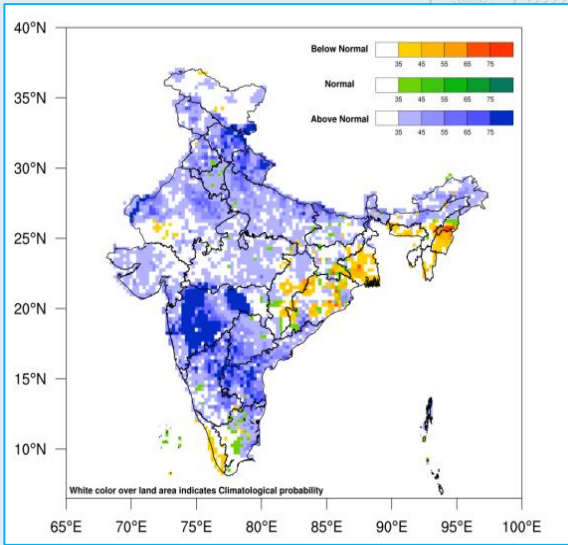 40°N
35°N
30°N
25°N
20°N
15°N
10°N
Below Normal
35 45 55 65 75
Normal
35 45 55 65 75
Above Normal
35 45 55 65 75
White color over land area indicates Climatological probability
65°E 70°E 75°E 80°E 85°E 90°E 95°E 100°E